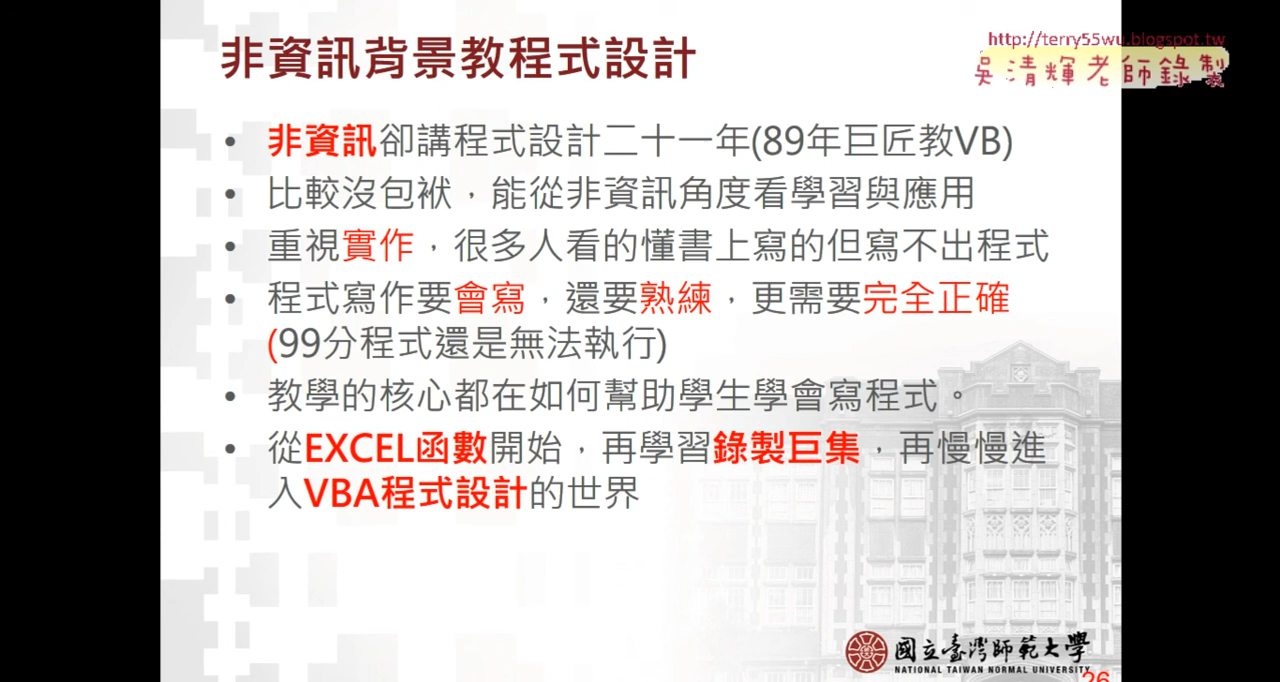 非資訊背景教程式設計
http://terry55wu.blogspot.tw
吳清輝老師錄製
• 非資訊卻講程式設計二十一年(89年巨匠教VB)
• 比較沒包袱，能從非資訊角度看學習與應用
• 重視實作，很多人看的懂書上寫的但寫不出程式
• 程式寫作要會寫，還要熟練，更需要完全正確
(99分程式還是無法執行)
• 教學的核心都在如何幫助學生學會寫程式。
• 從EXCEL函數開始，再學習錄製巨集，再慢慢進
入VBA程式設計的世界
國立臺灣師範大學
NATIONAL TAIWAN NORMAL UNIVERSITY
26